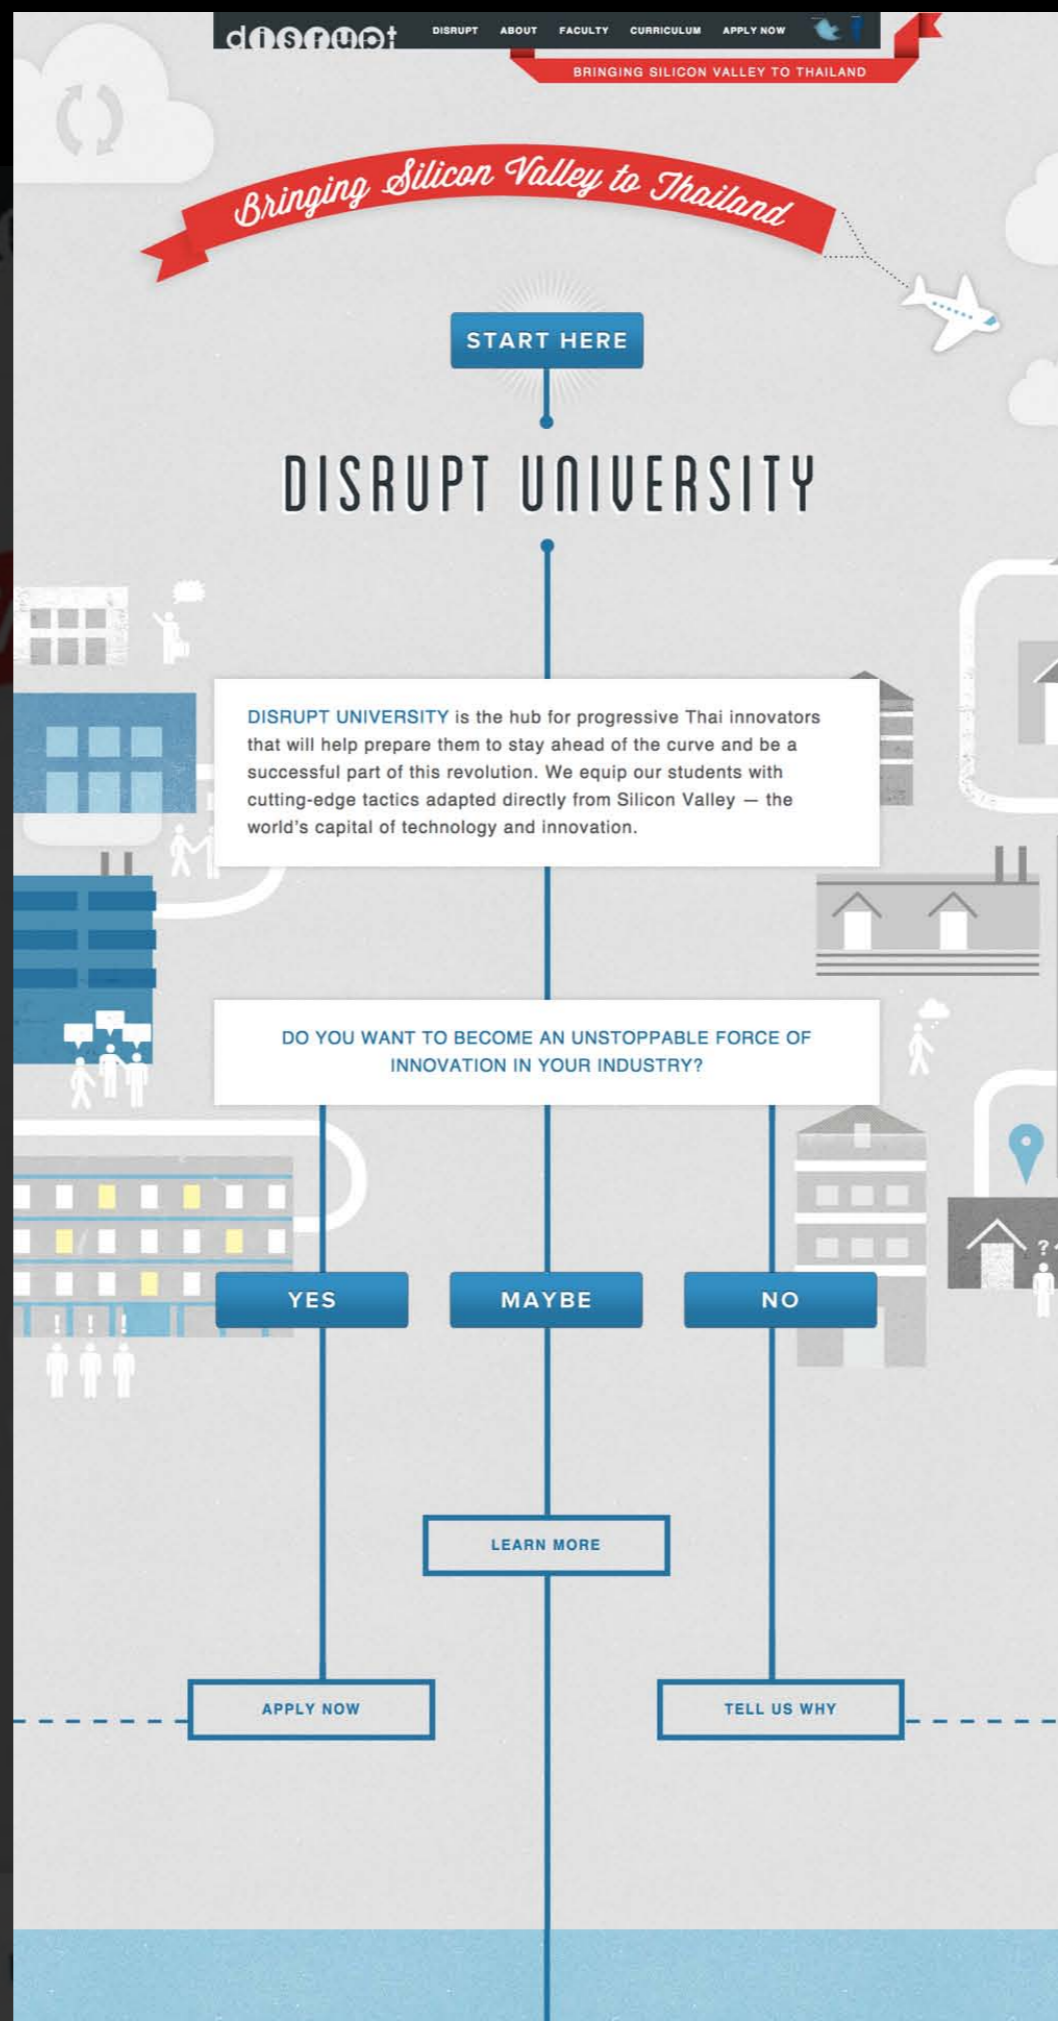 disrupt
DISRUPT ABOUT FACULTY CURRICULUM APPLY NOW
BRINGING SILICON VALLEY TO THAILAND
Bringing Silicon Valley to Thailand
START HERE
DISRUPT UNIVERSITY
DISRUPT UNIVERSITY is the hub for progressive Thai innovators
that will help prepare them to stay ahead of the curve and be a
successful part of this revolution. We equip our students with
cutting-edge tactics adapted directly from Silicon Valley — the
world's capital of technology and innovation.
DO YOU WANT TO BECOME AN UNSTOPPABLE FORCE OF
INNOVATION IN YOUR INDUSTRY?
?
YES MAYBE NO
! ! !
LEARN MORE
APPLY NOW TELL US WHY